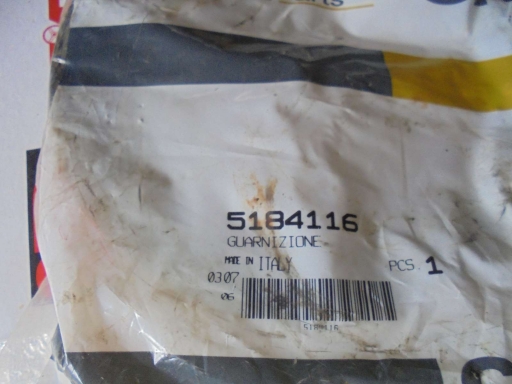 5184116
GUARNIZIONE
MADE IN ITALY
PCS. 1
0307
06
5184116